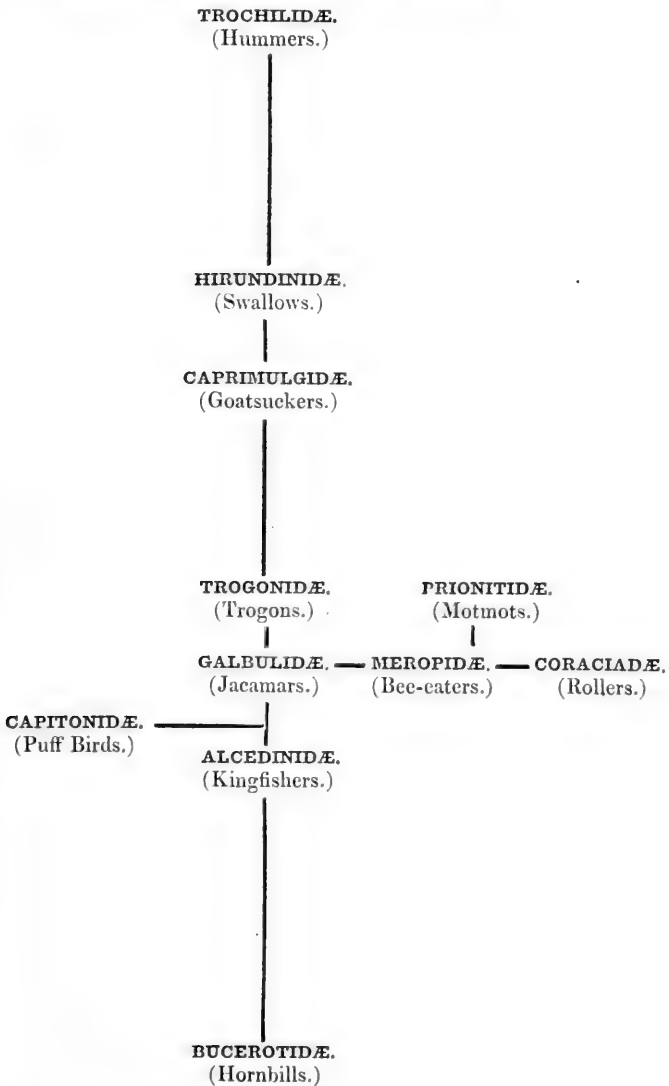 TROCHILIDÆ.
(Hummers.)
HIRUNDINIDÆ.
(Swallows.)
CAPRIMULGIDÆ.
(Goatsuckers.)
TROGONIDÆ.
(Trogons.)
PRIONITIDÆ.
(Motmots.)
GALBULIDÆ.
(Jacamars.)
MEROPIDÆ.
(Bee-eaters.)
CORACIADÆ.
(Rollers.)
CAPITONIDÆ.
(Puff Birds.)
ALCEDINIDÆ.
(Kingfishers.)
BUCEROTIDÆ.
(Hornbills.)